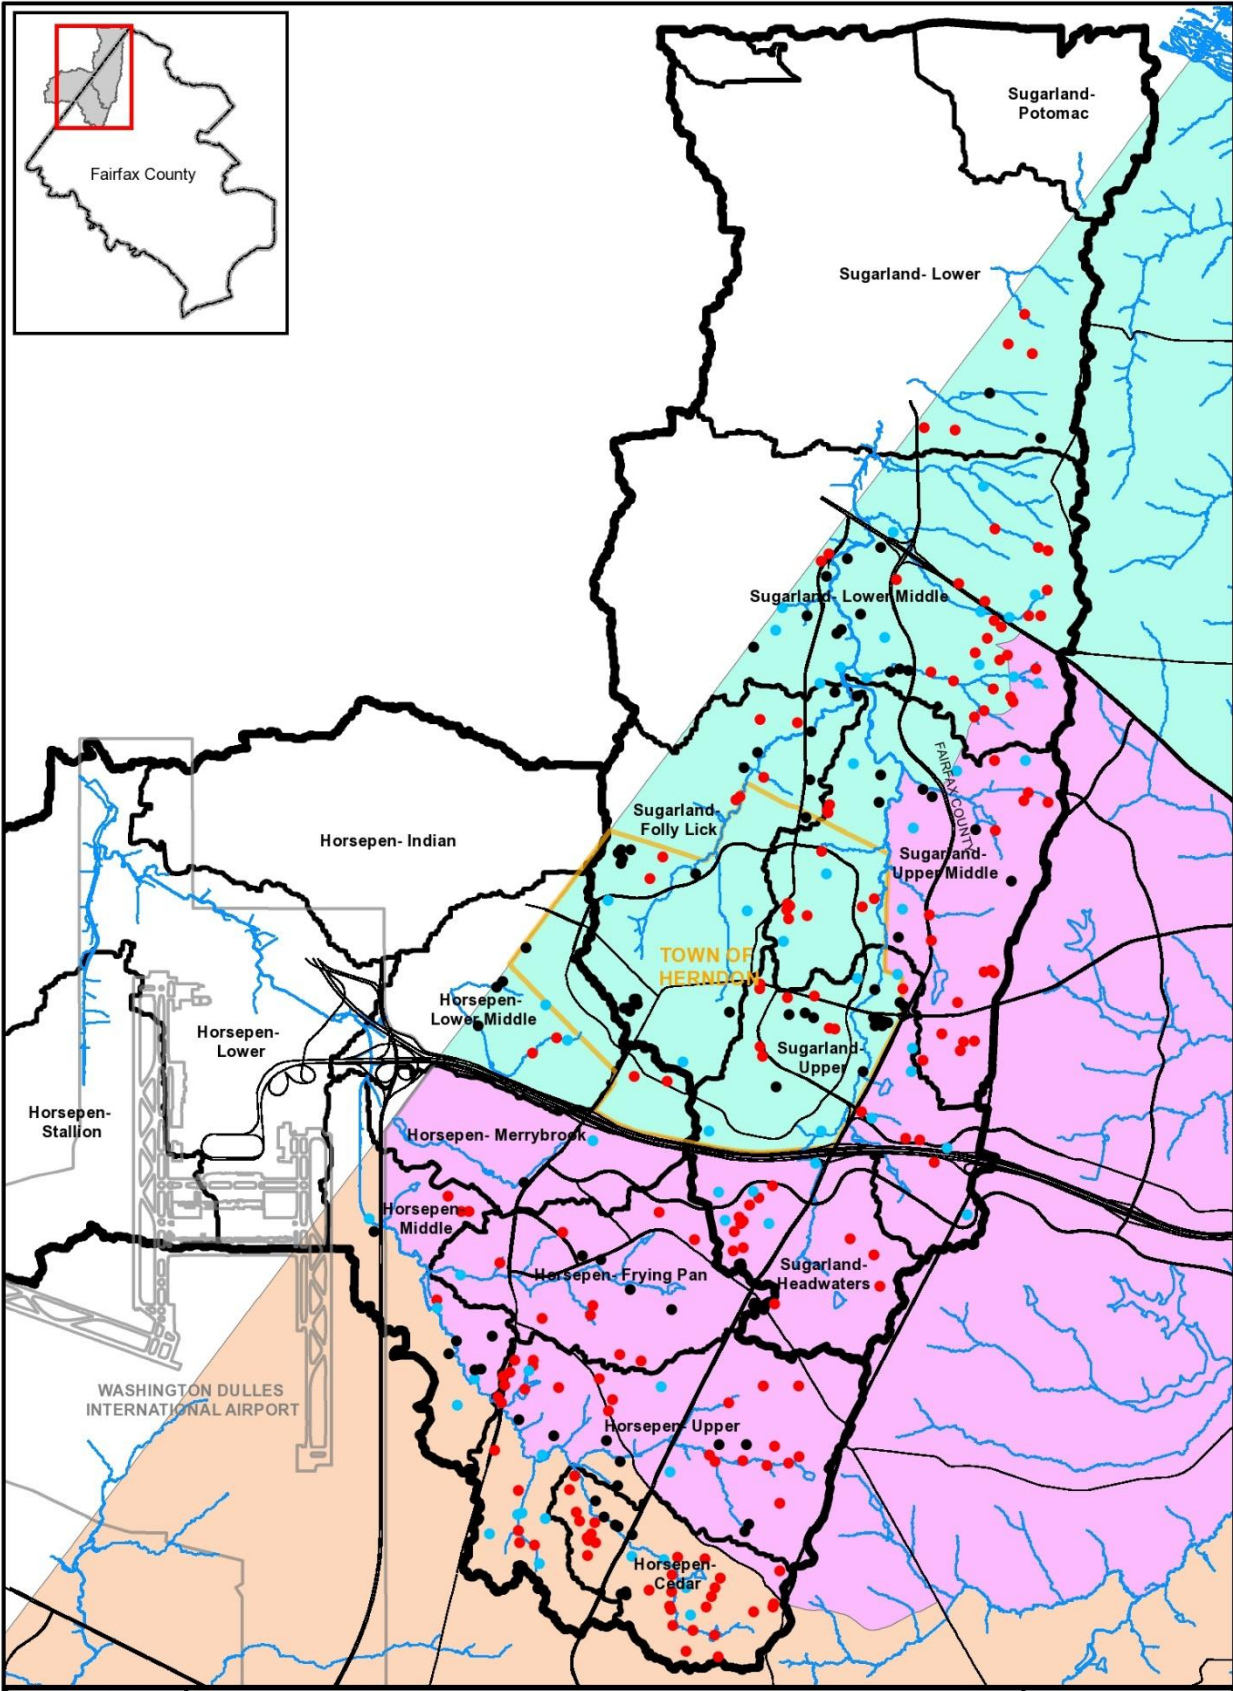 Fairfax County
Sugarland-
Potomac
Sugarland- Lower
Sugarland- Lower Middle
FAIRFAX COUNTY
Sugarland-
Folly Lick
Horsepen- Indian
Sugarland-
Upper Middle
TOWN OF
HERNDON
Horsepen-
Lower Middle
Horsepen-
Lower
Sugarland-
Upper
Horsepen-
Stallion
Horsepen- Merrybrook
Horsepen-
Middle
Horsepen- Frying Pan
Sugarland-
Headwaters
WASHINGTON DULLES
INTERNATIONAL AIRPORT
Horsepen- Upper
Horsepen-
Cedar